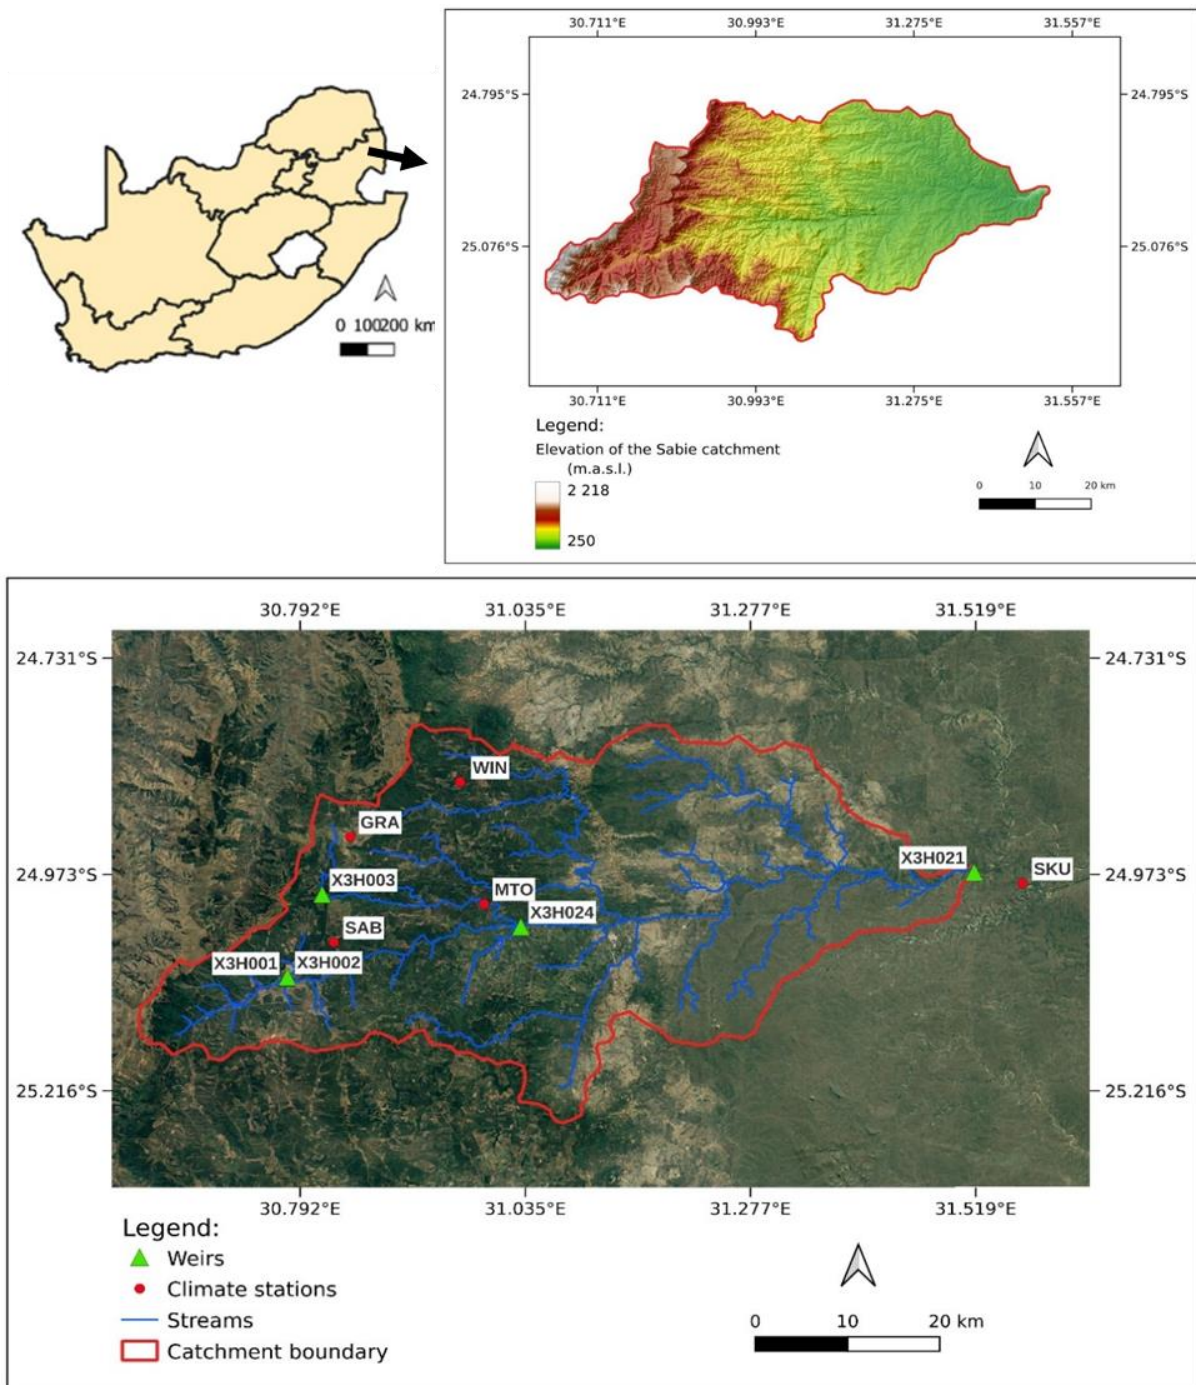 0 100200 km
30.711°E 30.993°E 31.275°E 31.557°E
24.795°S 24.795°S
25.076°S 25.076°S
30.711°E 30.993°E 31.275°E 31.557°E
Legend:
Elevation of the Sabie catchment
(m.a.s.l.)
2 218
250
0 10 20 km
30.792°E 31.035°E 31.277°E 31.519°E
24.731°S 24.731°S
WIN
GRA
X3H021
SKU
24.973°S 24.973°S
X3H003
MTO
X3H024
SAB
X3H001 X3H002
25.216°S 25.216°S
30.792°E 31.035°E 31.277°E 31.519°E
Legend:
Weirs
Climate stations
Streams
Catchment boundary
0 10 20 km